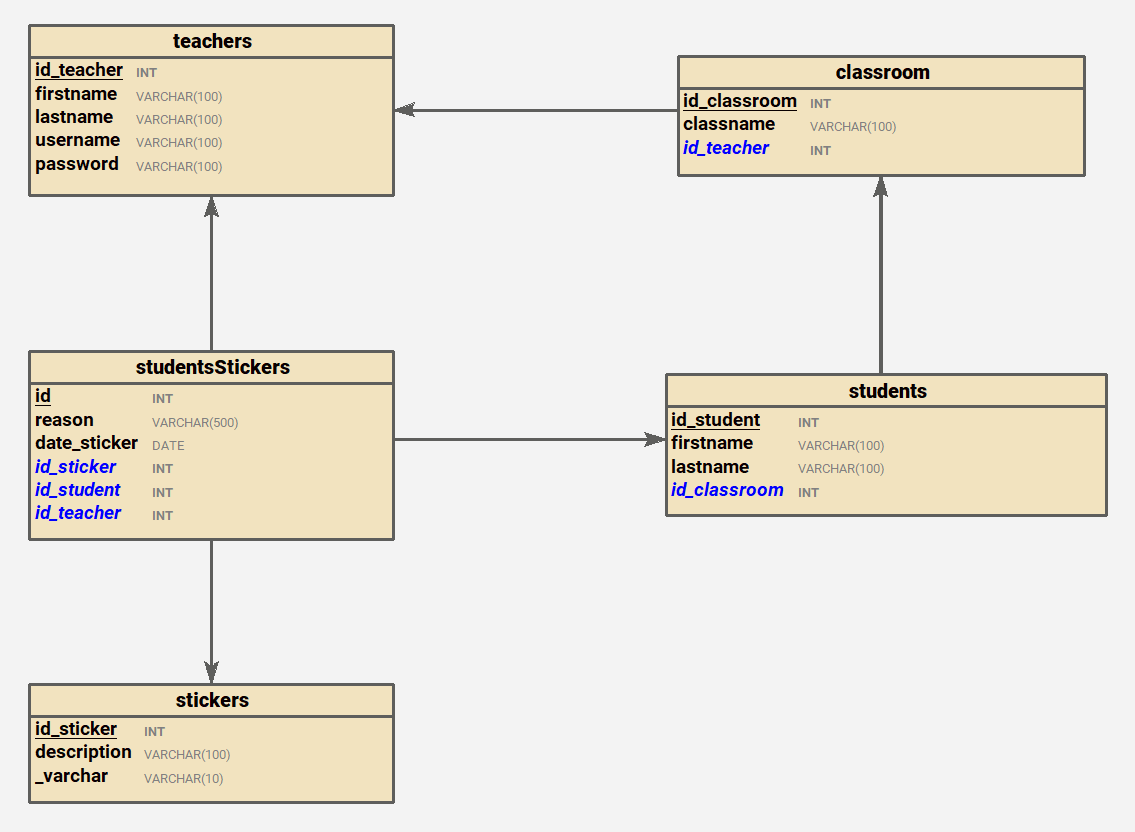 teachers
id_teacher INT
firstname VARCHAR(100)
lastname VARCHAR(100)
username VARCHAR(100)
password VARCHAR(100)
classroom
id_classroom INT
classname VARCHAR(100)
id_teacher INT
studentsStickers
id INT
reason VARCHAR(500)
date_sticker DATE
id_sticker INT
id_student INT
id_teacher INT
students
id_student INT
firstname VARCHAR(100)
lastname VARCHAR(100)
id_classroom INT
stickers
id_sticker INT
description VARCHAR(100)
_varchar VARCHAR(10)